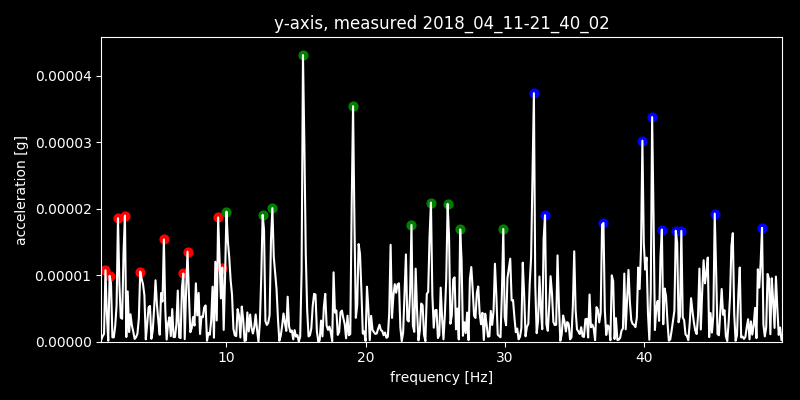 y-axis, measured 2018_04_11-21_40_02
acceleration [g]
0.00004
0.00003
0.00002
0.00001
0.00000
10 20 30 40
frequency [Hz]